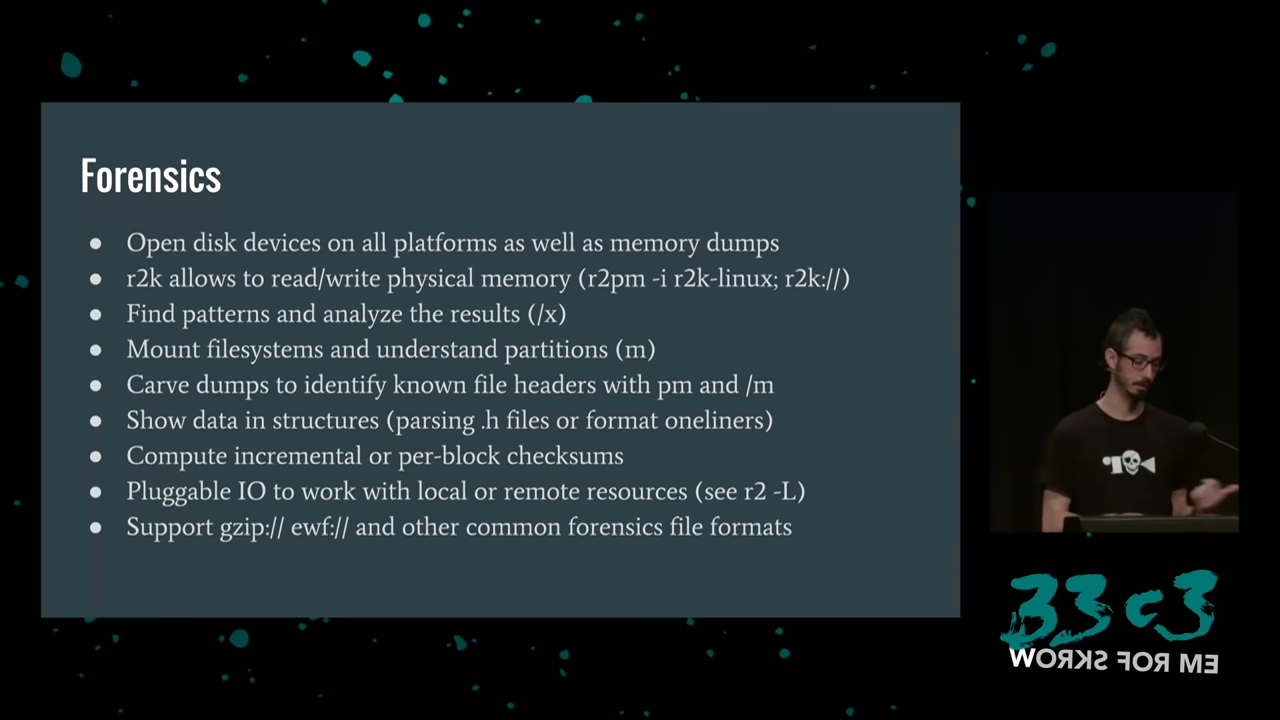 Forensics
● Open disk devices on all platforms as well as memory dumps
● r2k allows to read/write physical memory (r2pm -i r2k-linux; r2k://)
● Find patterns and analyze the results (/x)
● Mount filesystems and understand partitions (m)
● Carve dumps to identify known file headers with pm and /m
● Show data in structures (parsing .h files or format oneliners)
● Compute incremental or per-block checksums
● Pluggable IO to work with local or remote resources (see r2 -L)
● Support gzip:// ewf:// and other common forensics file formats
33c3
WORKS FOR ME